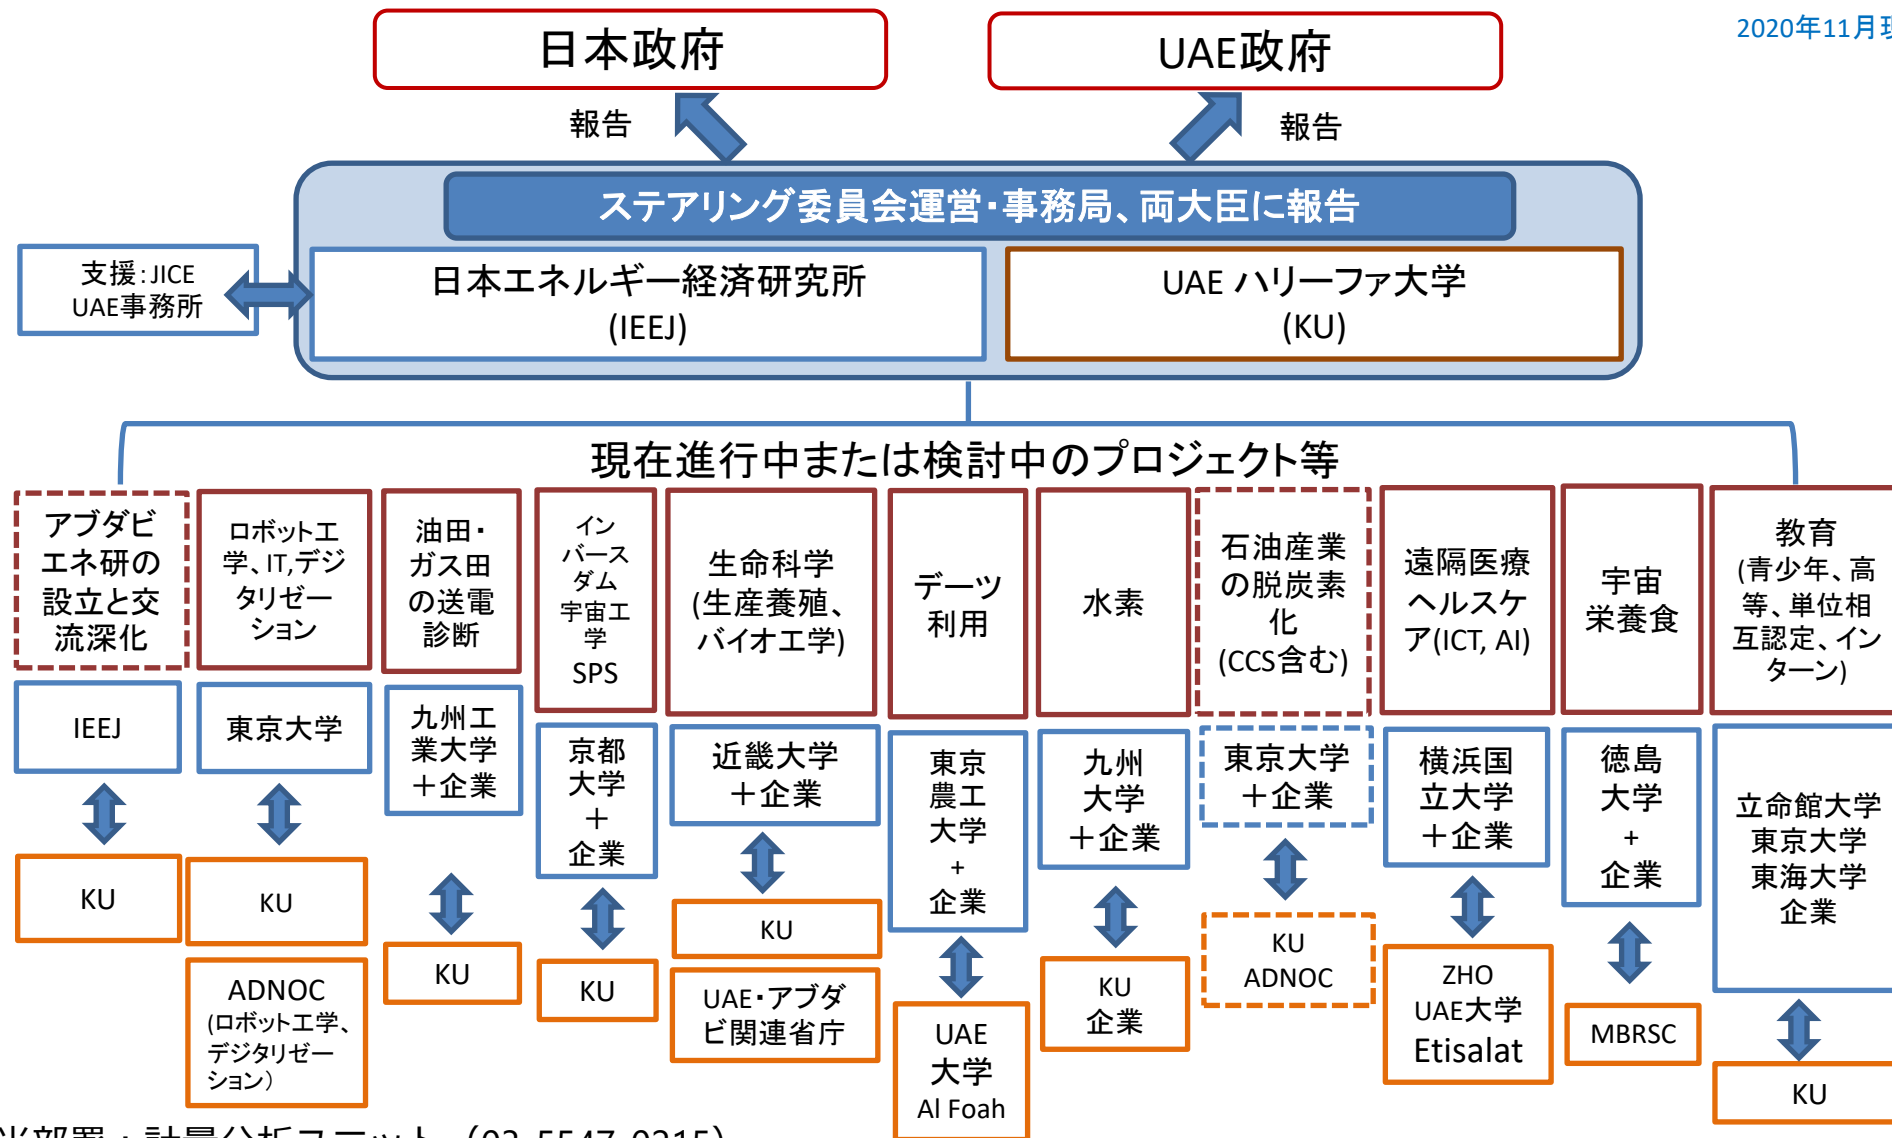 日本政府
UAE政府
2020年11月現
報告
報告
ステアリング委員会運営・事務局、両大臣に報告
支援：JICE
UAE事務所
日本エネルギー経済研究所
(IEEJ)
UAE ハリーファ大学
(KU)
現在進行中または検討中のプロジェクト等
アブダビ
エネ研の
設立と交
流深化
IEEJ
KU
ロボット工
学、IT,デジ
タリゼー
ション
東京大学
KU
ADNOC
(ロボット工学、
デジタリゼー
ション）
油田・
ガス田
の送電
診断
九州工
業大学
＋企業
KU
イン
バース
ダム
宇宙工
学
SPS
京都
大学
＋
企業
KU
生命科学
(生産養殖、
バイオ工学)
近畿大学
＋企業
KU
UAE・アブダ
ビ関連省庁
デーツ
利用
東京
農工
大学
+
企業
UAE
大学
Al Foah
水素
九州
大学
＋企業
KU
企業
石油産業
の脱炭素
化
(CCS含む)
東京大学
＋企業
KU
ADNOC
遠隔医療
ヘルスケ
ア(ICT, AI)
横浜国
立大学
＋企業
ZHO
UAE大学
Etisalat
宇宙
栄養食
徳島
大学
+
企業
MBRSC
教育
(青少年、高
等、単位相
互認定、イン
ターン)
立命館大学
東京大学
東海大学
企業
KU
当部署：計量分析ユニット （03-5547-0215）